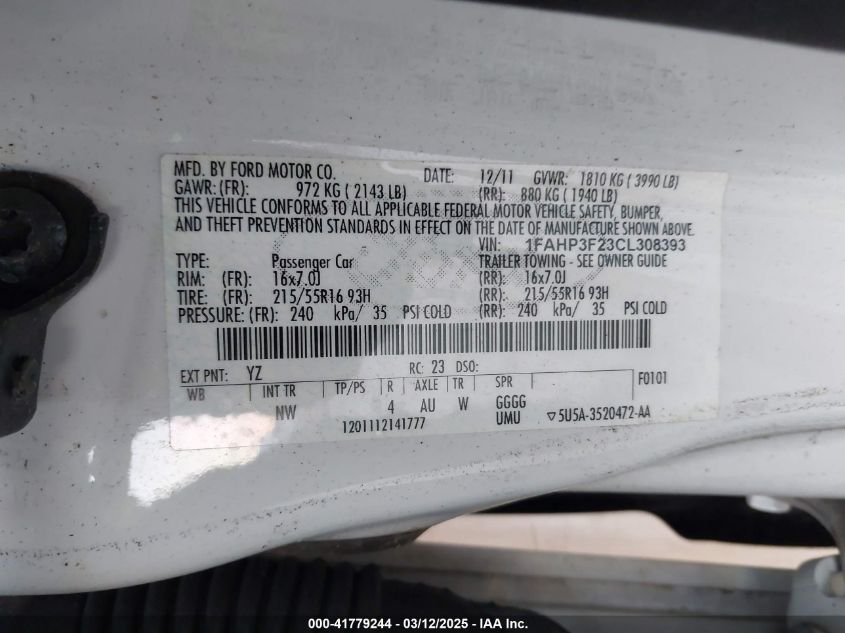 MFD. BY FORD MOTOR CO. DATE: 12/11 GVWR: 1810 KG ( 3990 LB)
GAWR: (FR): 972 KG ( 2143 LB) (RR): 880 KG ( 1940 LB)
THIS VEHICLE CONFORMS TO ALL APPLICABLE FEDERAL MOTOR VEHICLE SAFETY, BUMPER,
AND THEFT PREVENTION STANDARDS IN EFFECT ON THE DATE OF MANUFACTURE SHOWN ABOVE.
VIN: 1FAHP3F23CL308393
TYPE: Passenger Car TRAILER TOWING - SEE OWNER GUIDE
RIM: (FR): 16x7.0J (RR): 16x7.0J
TIRE: (FR): 215/55R16 93H (RR): 215/55R16 93H
PRESSURE: (FR): 240 kPa/ 35 PSI COLD (RR): 240 kPa/ 35 PSI COLD
EXT PNT: YZ RC: 23 DSO: F0101
WB INT TR TP/PS R AXLE TR SPR
NW 4 AU W GGGG
1201112141777 UMU ▽5U5A-3520472-AA
000-41779244 - 03/12/2025 - IAA Inc.